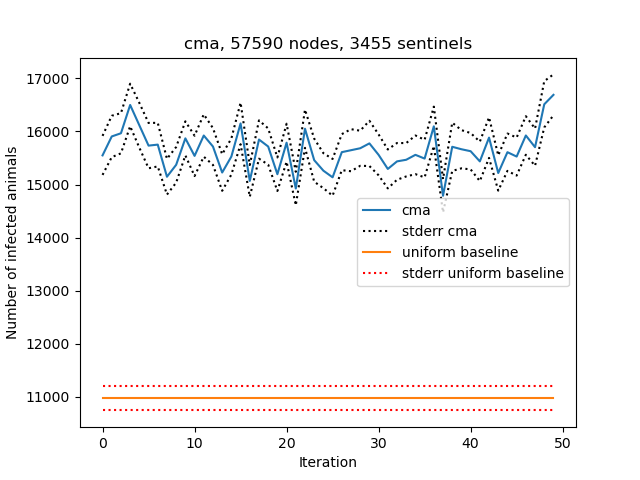 cma, 57590 nodes, 3455 sentinels
Number of infected animals
17000
16000
15000
14000
13000
12000
11000
cma
stderr cma
uniform baseline
stderr uniform baseline
0 10 20 30 40 50
Iteration